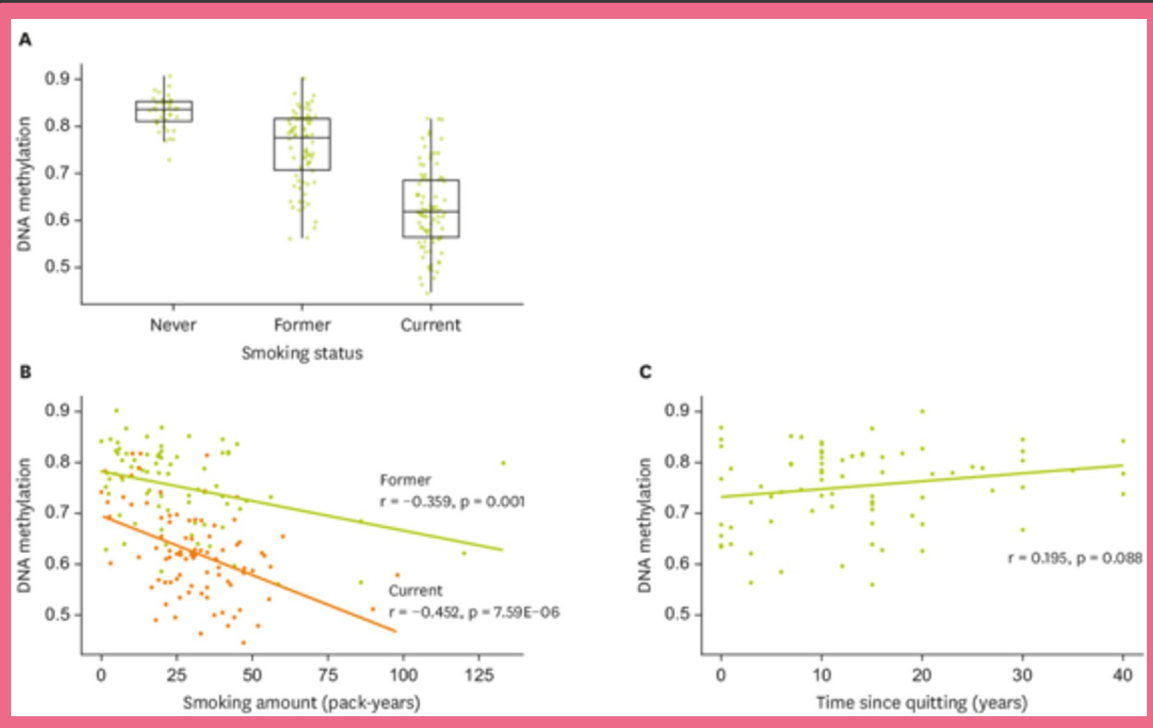 A
DNA methylation
0.9
0.8
0.7
0.6
0.5
Never Former Current
Smoking status
B
DNA methylation
0.9
0.8
0.7
0.6
0.5
Former
r = −0.359, p = 0.001
Current
r = −0.452, p = 7.59E−06
0 25 50 75 100 125
Smoking amount (pack-years)
C
DNA methylation
0.9
0.8
0.7
0.6
0.5
r = 0.195, p = 0.088
0 10 20 30 40
Time since quitting (years)